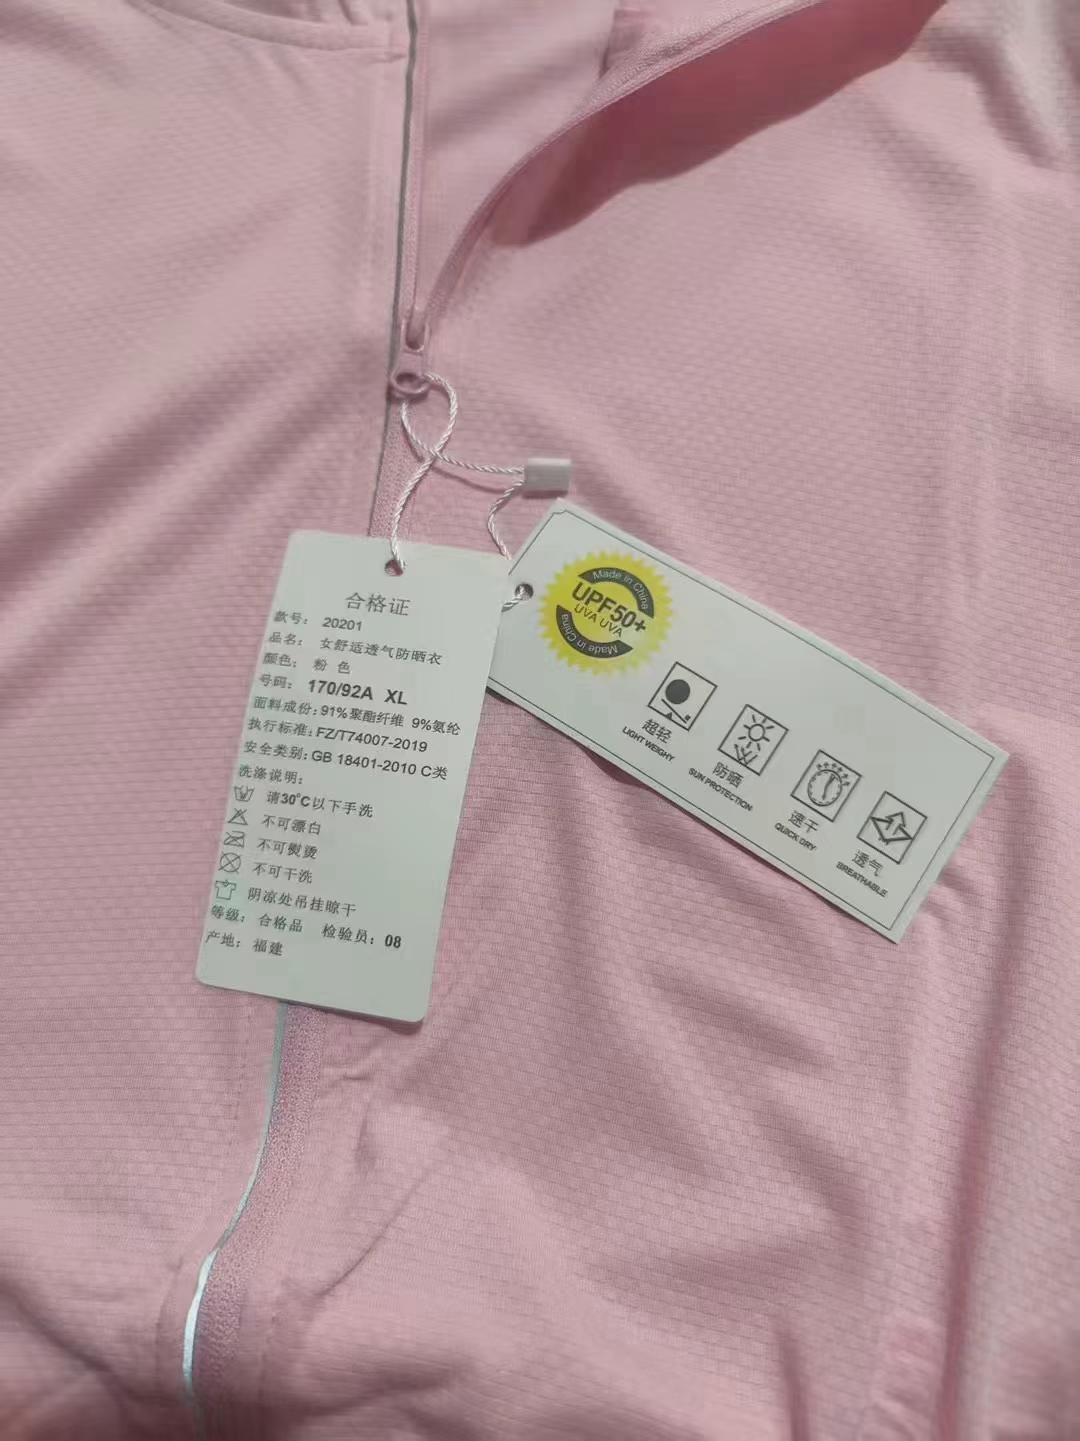 合格证
款号： 20201
品名： 女舒适透气防晒衣
颜色： 粉 色
号码： 170/92A XL
面料成份：91%聚酯纤维 9%氨纶
执行标准：FZ/T74007-2019
安全类别：GB 18401-2010 C类
洗涤说明：
请30°C以下手洗
不可漂白
不可熨烫
不可干洗
阴凉处吊挂晾干
等级： 合格品 检验员：08
产地： 福建
Made in China
UPF50+
UVA UVA
Made in China
超轻
LIGHT WEIGHY
防晒
SUN PROTECTION
速干
QUICK DRY
透气
BREATHABLE